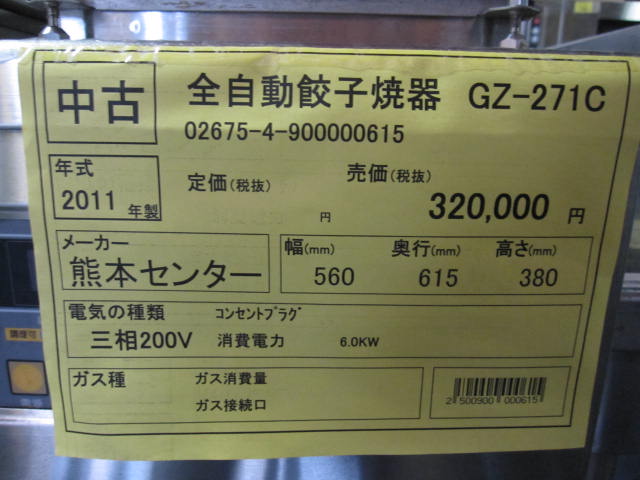 中古
全自動餃子焼器 GZ-271C
02675-4-900000615
年式
2011 年製
定価(税抜) 円
売価(税抜)
320,000 円
メーカー
熊本センター
幅(mm) 奥行(mm) 高さ(mm)
560 615 380
電気の種類 コンセントプラグ
三相200V 消費電力 6.0KW
ガス種 ガス消費量
ガス接続口
2 500900 000615